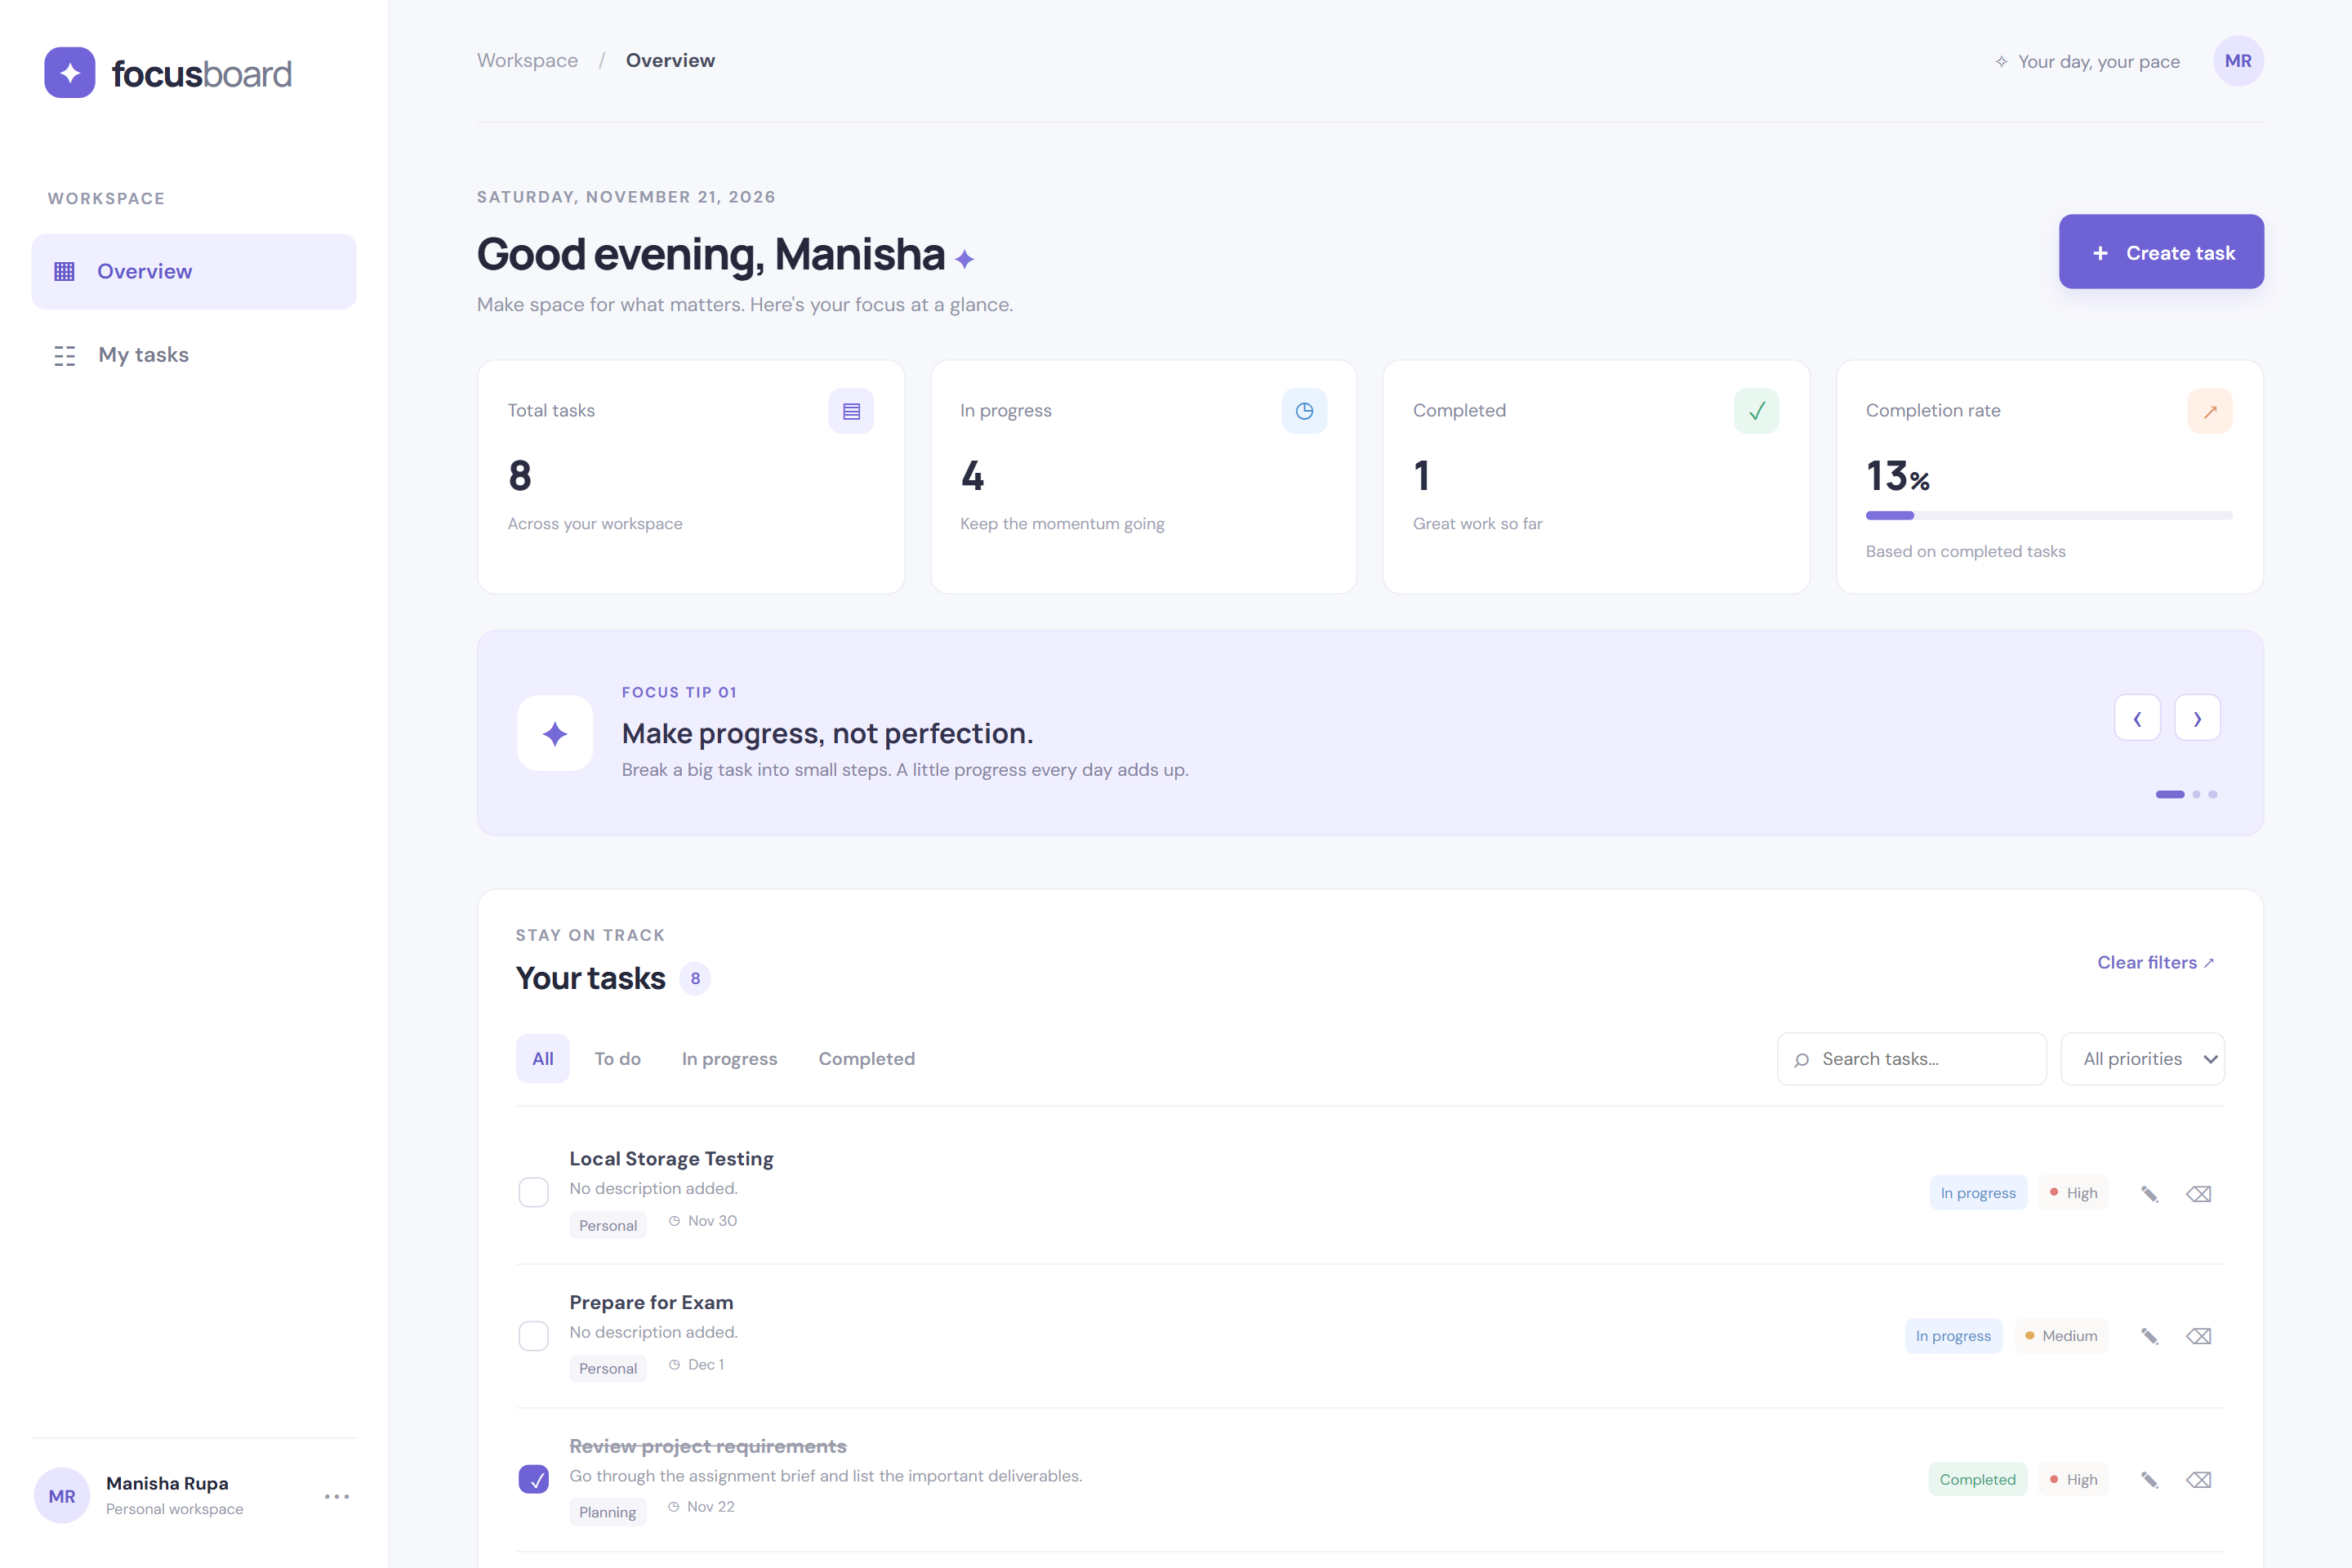 focusboard
WORKSPACE
Overview
My tasks
Manisha Rupa
MR
Personal workspace
Workspace / Overview
Your day, your pace
MR
SATURDAY, NOVEMBER 21, 2026
Good evening, Manisha
Make space for what matters. Here's your focus at a glance.
+ Create task
Total tasks
8
Across your workspace
In progress
4
Keep the momentum going
Completed
1
Great work so far
Completion rate
13%
Based on completed tasks
FOCUS TIP 01
Make progress, not perfection.
Break a big task into small steps. A little progress every day adds up.
STAY ON TRACK
Your tasks 8
Clear filters ↗
All To do In progress Completed
Search tasks...
All priorities
Local Storage Testing
No description added.
Personal Nov 30
In progress High
Prepare for Exam
No description added.
Personal Dec 1
In progress Medium
Review project requirements
Go through the assignment brief and list the important deliverables.
Planning Nov 22
Completed High